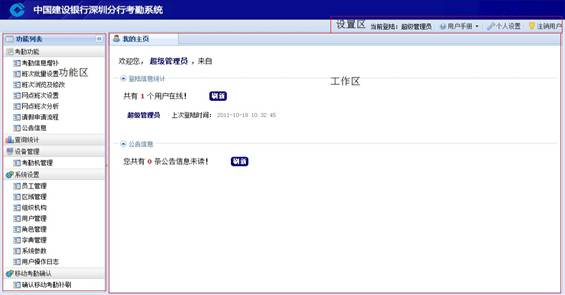 中国建设银行深圳分行考勤系统
设置区 当前登陆：超级管理员 用户手册 个人设置 注销用户
功能列表
我的主页
考勤功能
考勤信息增补
班次批量设置
功能区
班次浏览及修改
网点班次设置
网点班次分析
请假申请流程
公告信息
查询统计
设备管理
考勤机管理
系统设置
员工管理
区域管理
组织机构
用户管理
角色管理
字典管理
系统参数
用户操作日志
移动考勤确认
确认移动考勤补刷
欢迎您， 超级管理员 ，来自
登陆信息统计
工作区
共有 1 个用户在线！ 刷新
超级管理员 上次登陆时间： 2011-10-18 10:32:45
公告信息
您共有 0 条公告信息未读！ 刷新